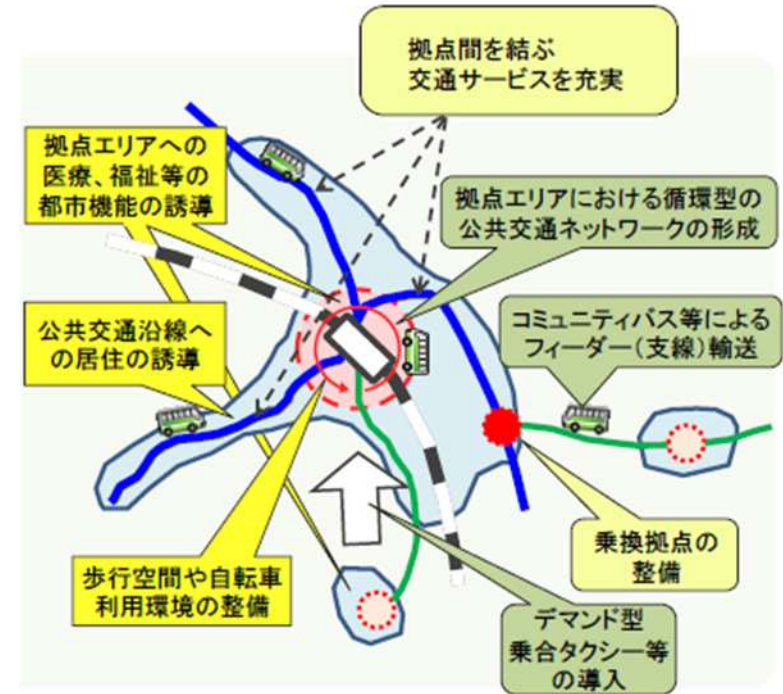 拠点間を結ぶ
交通サービスを充実
拠点エリアへの
医療、福祉等の
都市機能の誘導
拠点エリアにおける循環型の
公共交通ネットワークの形成
公共交通沿線へ
の居住の誘導
コミュニティバス等による
フィーダー(支線)輸送
歩行空間や自転車
利用環境の整備
乗換拠点の
整備
デマンド型
乗合タクシー等
の導入